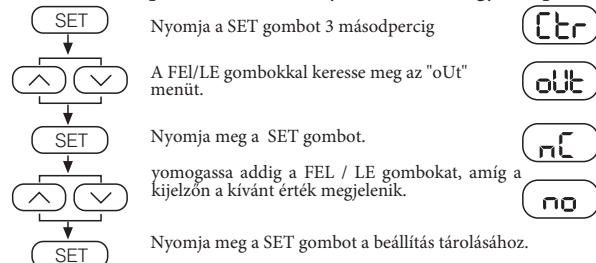 SET
Nyomja a SET gombot 3 másodpercig
Ctr
A FEl/LE gombokkal keresse meg az "oUt"
menüt.
oUt
SET
Nyomja meg a SET gombot.
nC
yomogassa addig a FEL / LE gombokat, amíg a
kijelzőn a kívánt érték megjelenik.
no
SET
Nyomja meg a SET gombot a beállítás tárolásához.